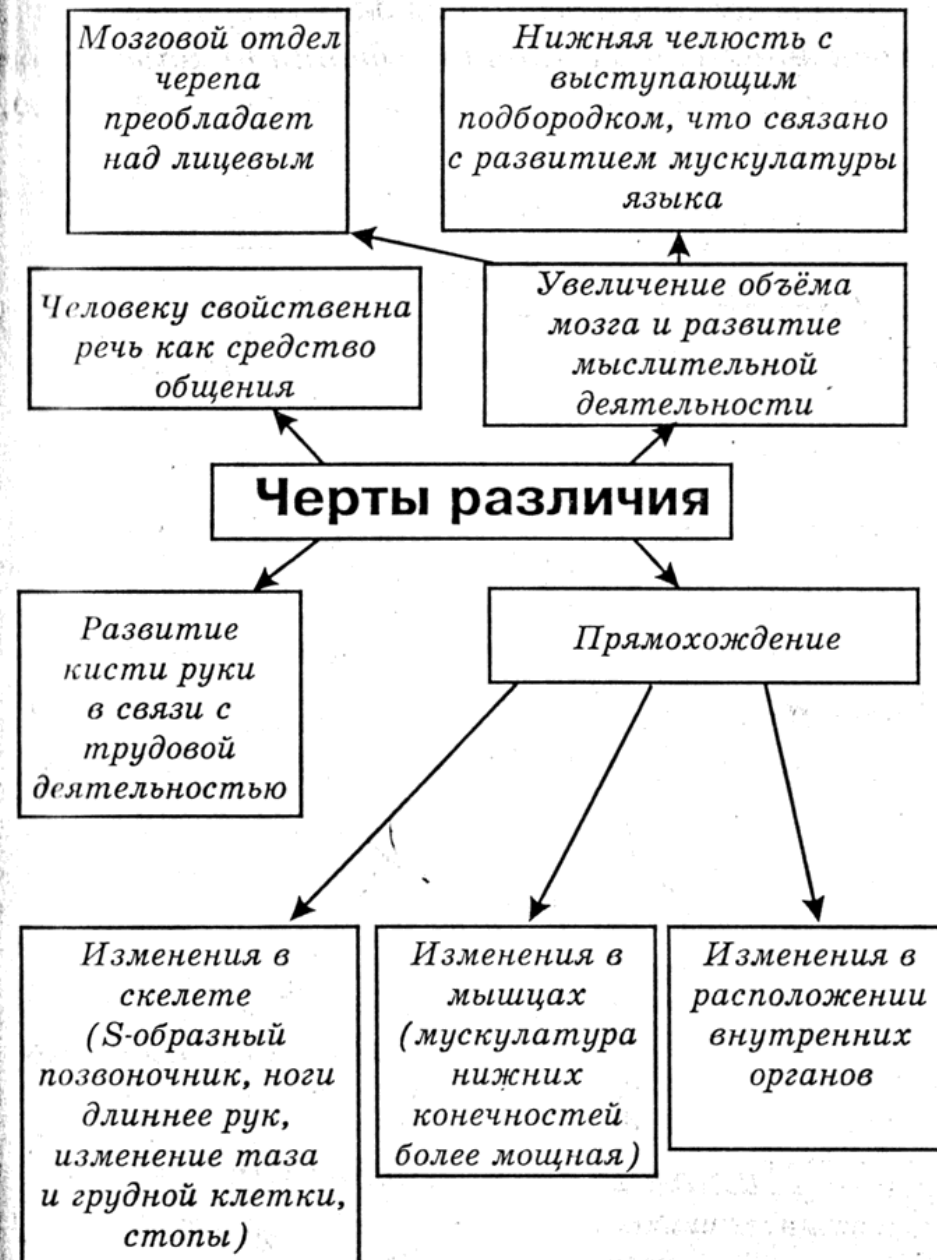 Мозговой отдел
черепа
преобладает
над лицевым
Нижняя челюсть с
выступающим
подбородком, что связано
с развитием мускулатуры
языка
Человеку свойственна
речь как средство
общения
Увеличение объёма
мозга и развитие
мыслительной
деятельности
Черты различия
Развитие
кисти руки
в связи с
трудовой
деятельностью
Прямохождение
Изменения в
скелете
(S-образный
позвоночник, ноги
длиннее рук,
изменение таза
и грудной клетки,
стопы)
Изменения в
мышцах
(мускулатура
нижних
конечностей
более мощная)
Изменения в
расположении
внутренних
органов